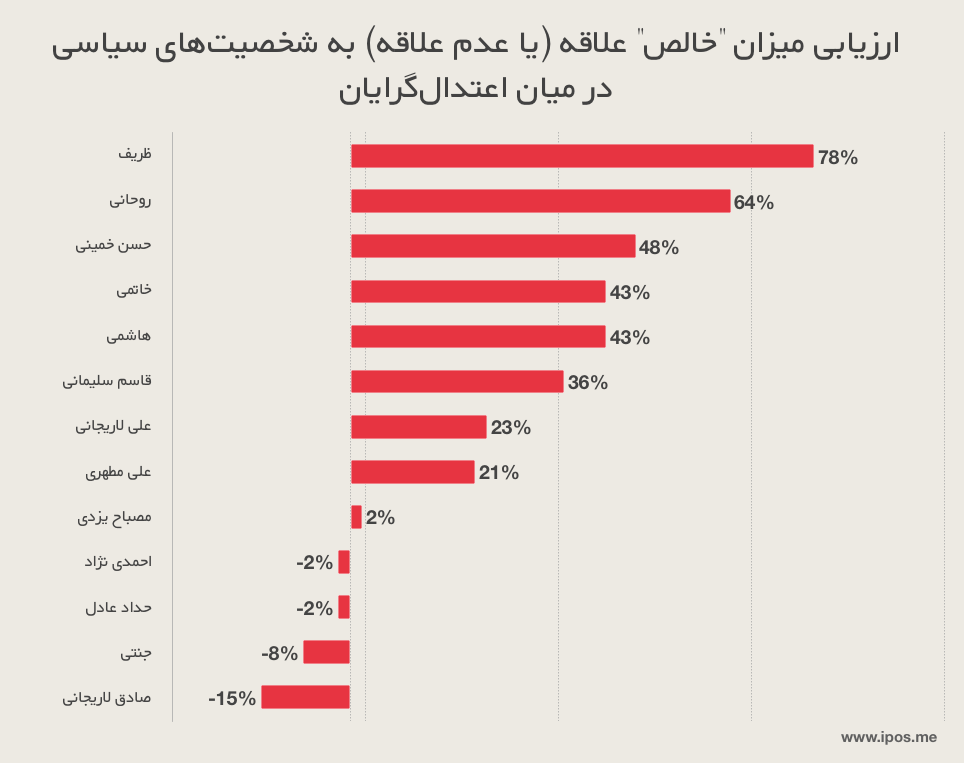 ارزیابی میزان "خالص" علاقه (یا عدم علاقه) به شخصیت‌های سیاسی
در میان اعتدال‌گرایان
ظریف 78%
روحانی 64%
حسن خمینی 48%
خاتمی 43%
هاشمی 43%
قاسم سلیمانی 36%
علی لاریجانی 23%
علی مطهری 21%
مصباح یزدی 2%
احمدی نژاد -2%
حداد عادل -2%
جنتی -8%
صادق لاریجانی -15%
www.ipos.me